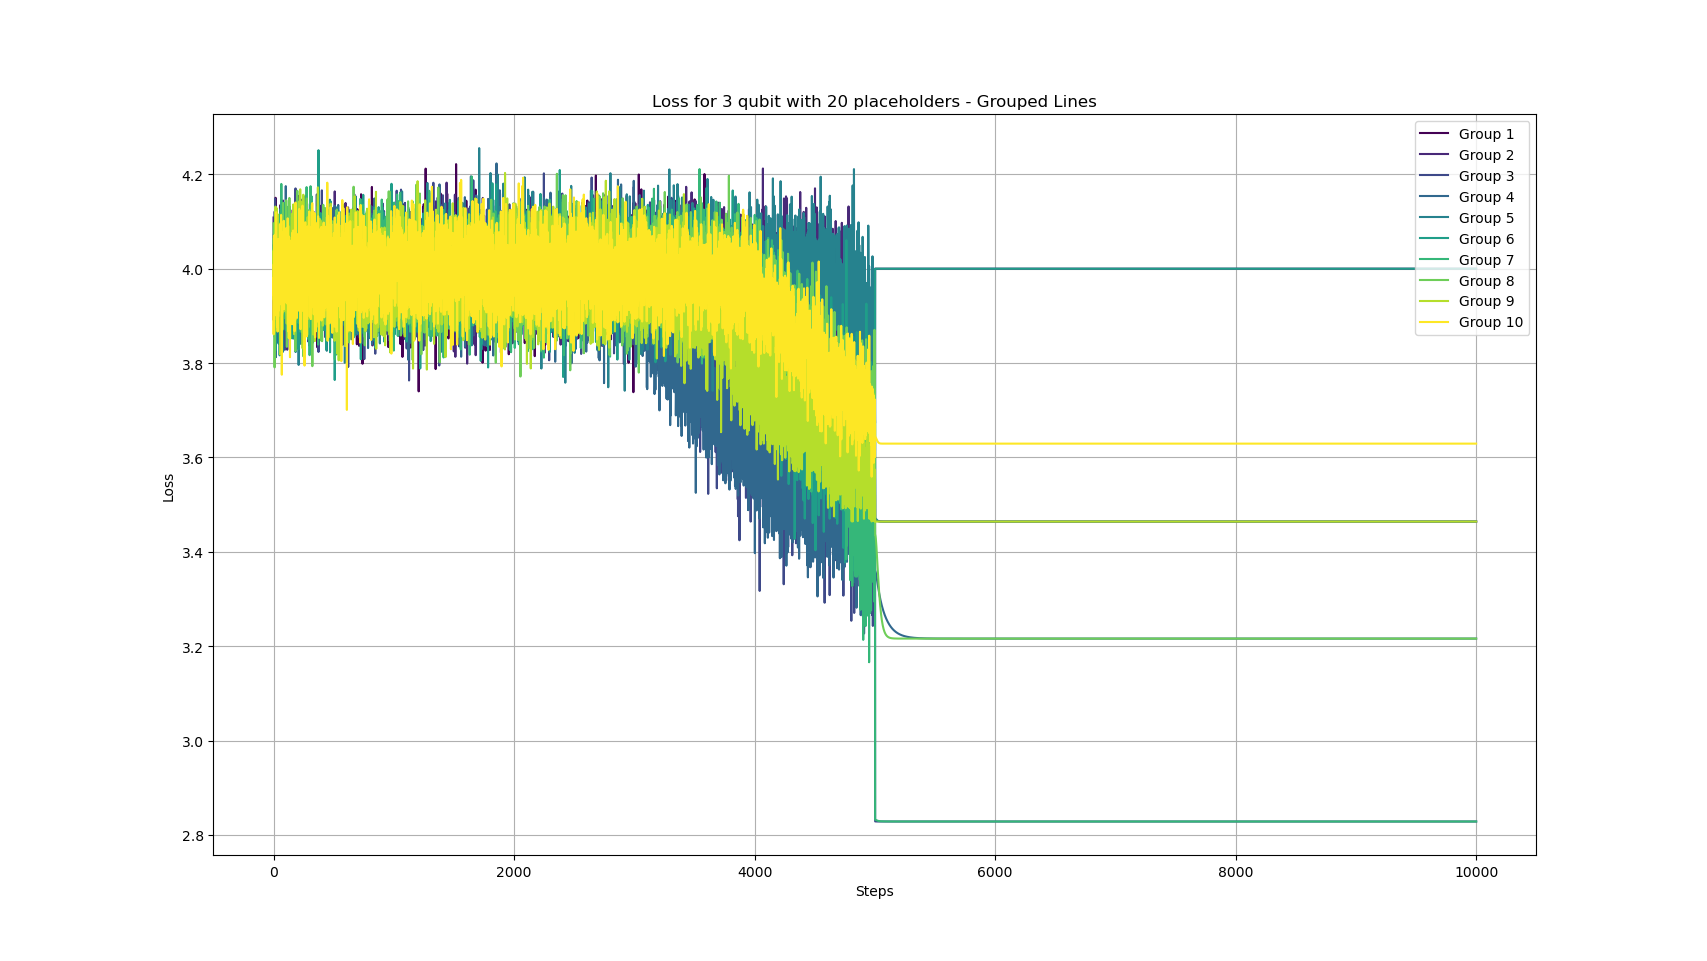 Loss for 3 qubit with 20 placeholders - Grouped Lines
Group 1
Group 2
Group 3
Group 4
Group 5
Group 6
Group 7
Group 8
Group 9
Group 10
4.2
4.0
3.8
3.6
3.4
3.2
3.0
2.8
Loss
0 2000 4000 6000 8000 10000
Steps